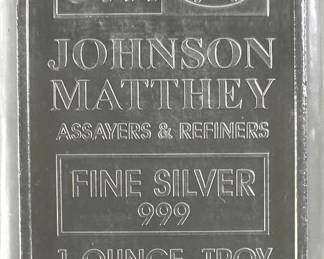 JOHNSON
MATTHEY
ASSAYERS & REFINERS
FINE SILVER
999
1 OUNCE TROY